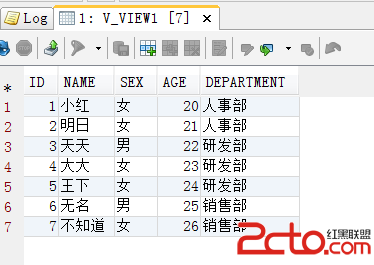 Log 1: V_VIEW1 [7]
* ID NAME SEX AGE DEPARTMENT
1 1 小红 女 20 人事部
2 2 明日 女 21 人事部
3 3 天天 男 22 研发部
4 4 大大 女 23 研发部
5 5 王下 女 24 研发部
6 6 无名 男 25 销售部
7 7 不知道 女 26 销售部
2cto.com 红黑联盟